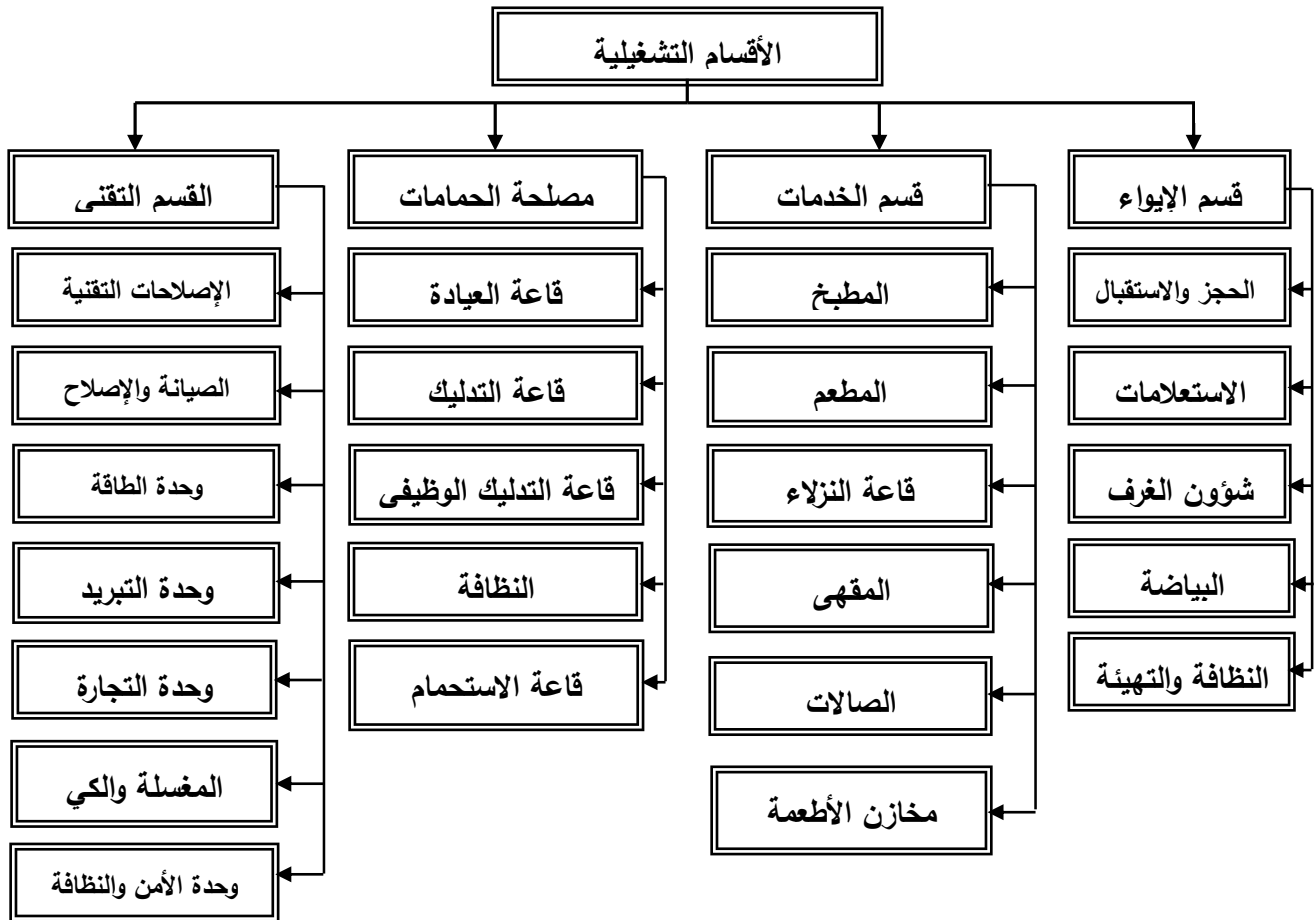 الأقسام التشغيلية
قسم الإيواء
الحجز والاستقبال
الاستعلامات
شؤون الغرف
البياضة
النظافة والتهيئة
قسم الخدمات
المطبخ
المطعم
قاعة النزلاء
المقهى
الصالات
مخازن الأطعمة
مصلحة الحمامات
قاعة العيادة
قاعة التدليك
قاعة التدليك الوظيفى
النظافة
قاعة الاستحمام
القسم التقنى
الإصلاحات التقنية
الصيانة والإصلاح
وحدة الطاقة
وحدة التبريد
وحدة التجارة
المغسلة والكي
وحدة الأمن والنظافة